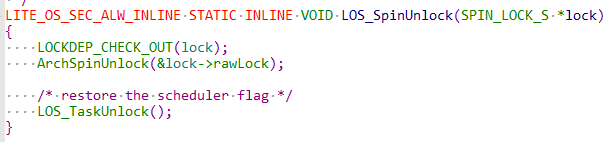 LITE_OS_SEC_ALW_INLINE STATIC INLINE VOID LOS_SpinUnlock(SPIN_LOCK_S *lock)
{
    LOCKDEP_CHECK_OUT(lock);
    ArchSpinUnlock(&lock->rawLock);

    /* restore the scheduler flag */
    LOS_TaskUnlock();
}